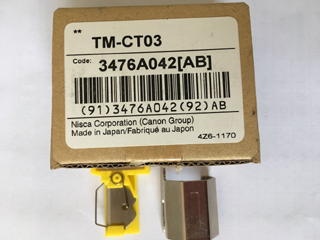 **
TM-CT03
Code: 3476A042[AB]
(91)3476A042(92)AB
Nisca Corporation (Canon Group)
Made in Japan/Fabriqué au Japon
4Z6-1170